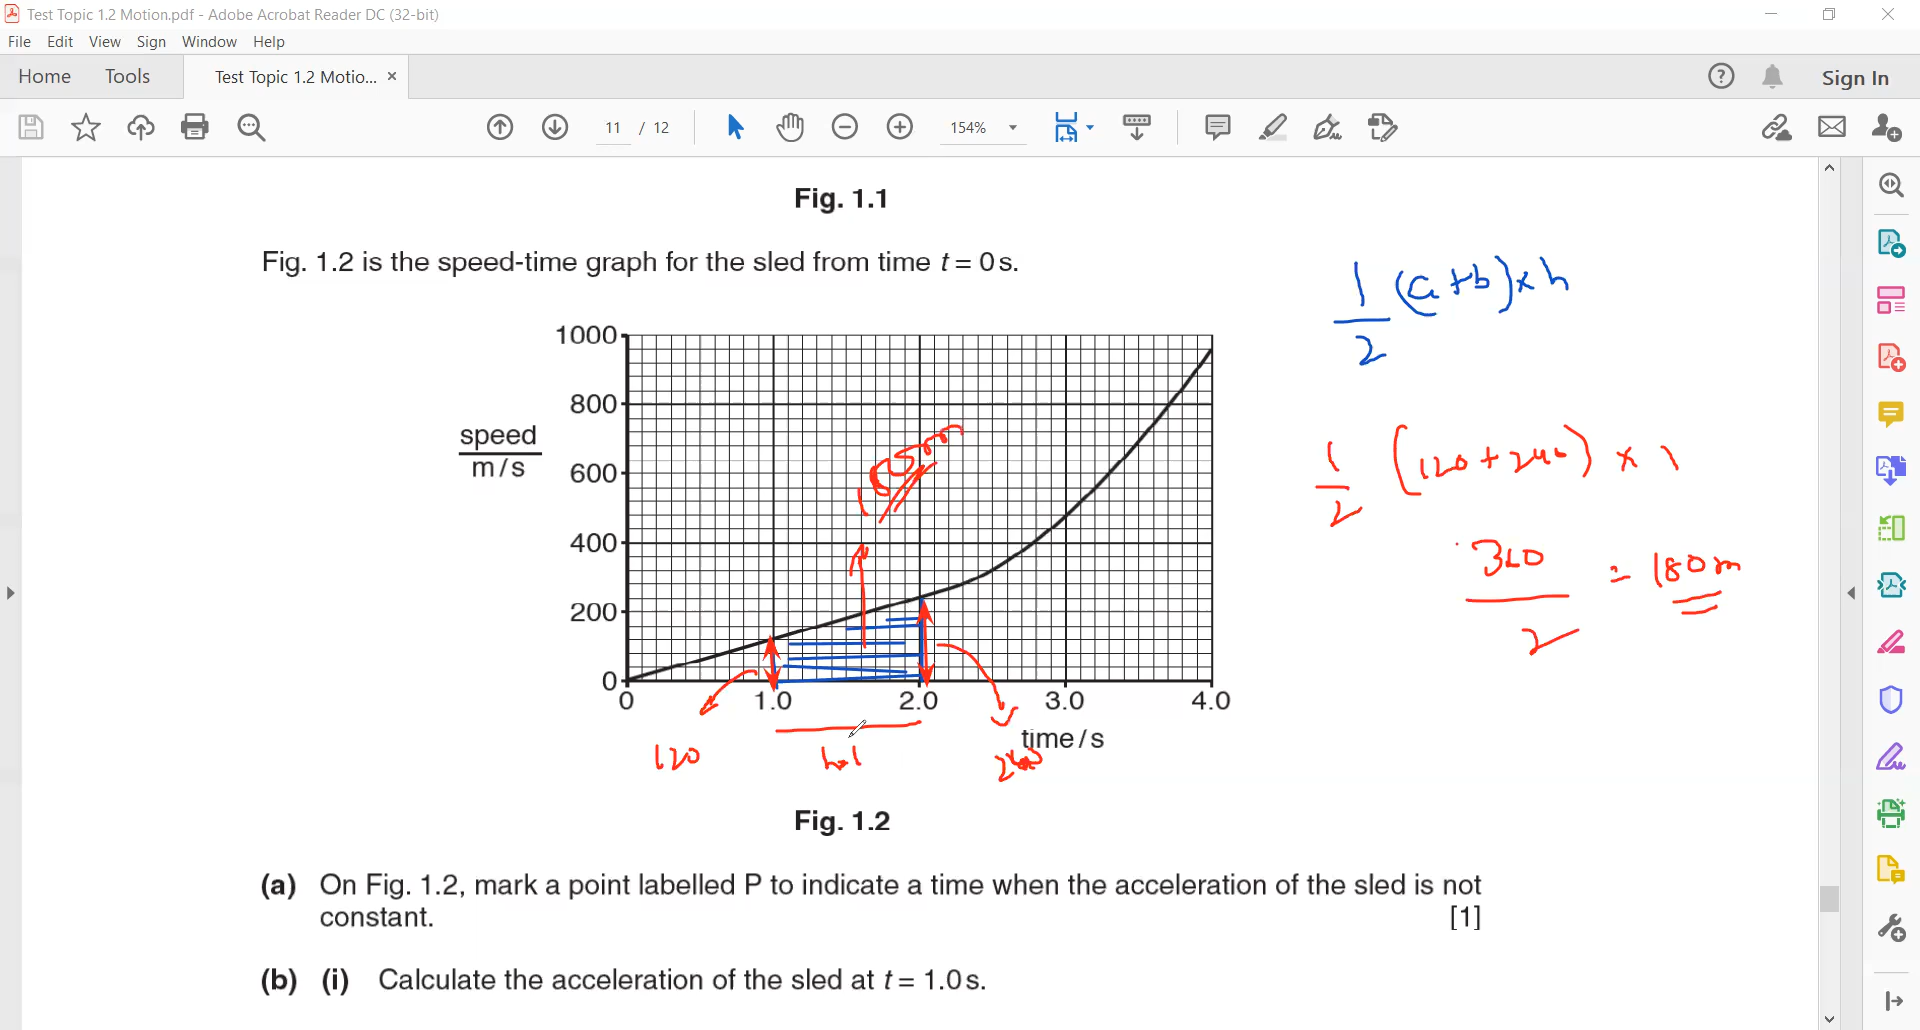 Test Topic 1.2 Motion.pdf - Adobe Acrobat Reader DC (32-bit)
File Edit View Sign Window Help
Home Tools Test Topic 1.2 Motio... ×
Sign In
11 / 12
154%
Fig. 1.1
Fig. 1.2 is the speed-time graph for the sled from time t = 0 s.
1/2 (a+b) × h
1000
800
speed
m / s
600
400
200
0
0 1.0 2.0 3.0 4.0
time / s
1/2 (120 + 240) × 1
360/2 = 180 m
120
h=1
240
Fig. 1.2
(a) On Fig. 1.2, mark a point labelled P to indicate a time when the acceleration of the sled is not
constant. [1]
(b) (i) Calculate the acceleration of the sled at t = 1.0 s.